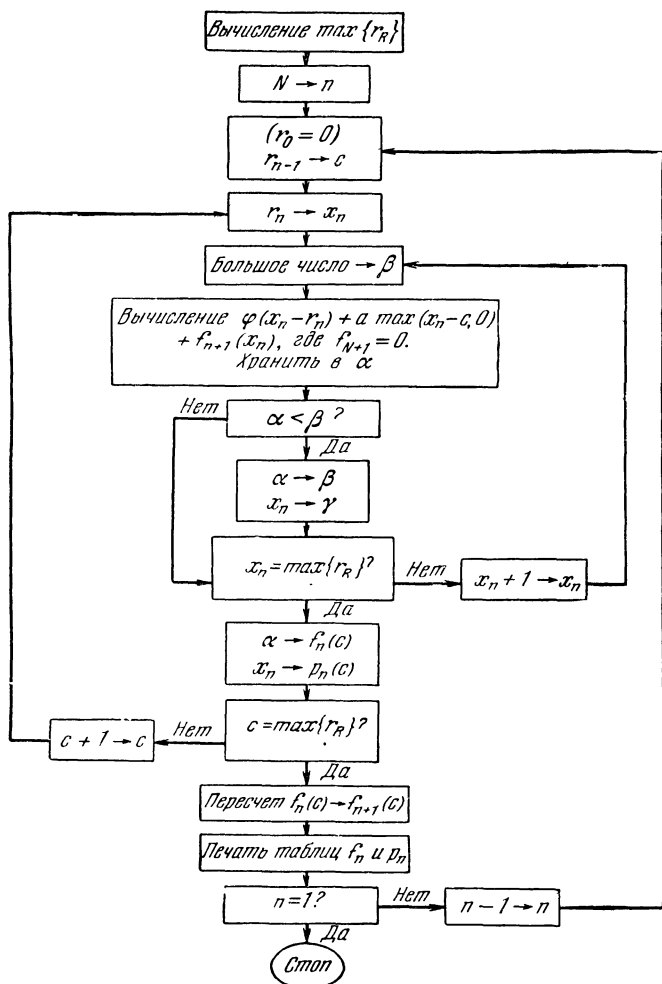 Вычисление max {r_R}
N → n
(r_0 = 0)
r_{n-1} → c
r_n → x_n
Большое число → β
Вычисление φ(x_n − r_n) + a max (x_n − c, 0)
+ f_{n+1}(x_n), где f_{N+1} = 0.
Хранить в α
Нет
α < β ?
Да
α → β
x_n → γ
x_n = max{r_R}?
Нет
x_n + 1 → x_n
Да
α → f_n(c)
x_n → p_n(c)
c = max{r_R}?
Нет
c + 1 → c
Да
Пересчет f_n(c) → f_{n+1}(c)
Печать таблиц f_n и p_n
n = 1?
Нет
n − 1 → n
Да
Стоп